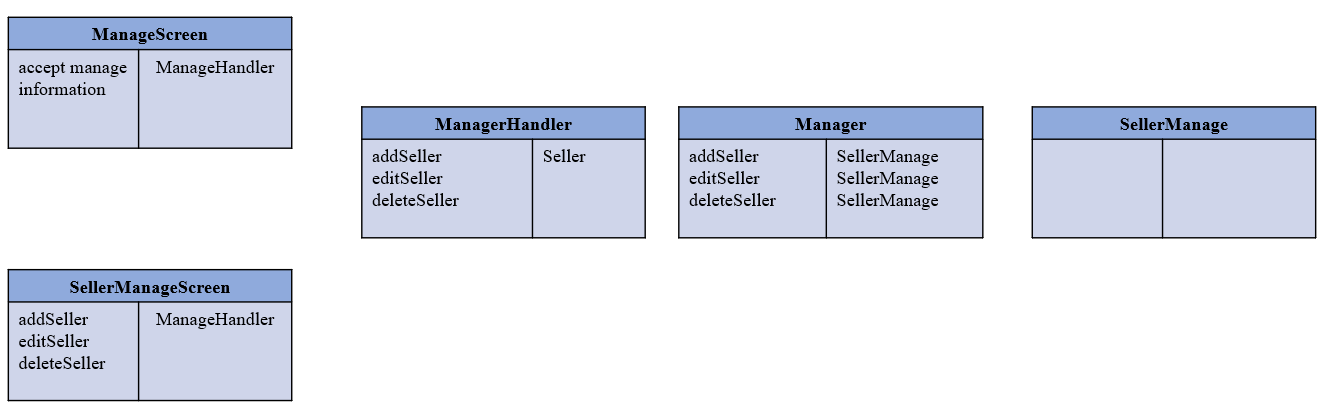 ManageScreen
accept manage
information
ManageHandler
ManagerHandler
addSeller
editSeller
deleteSeller
Seller
Manager
addSeller
editSeller
deleteSeller
SellerManage
SellerManage
SellerManage
SellerManage
SellerManageScreen
addSeller
editSeller
deleteSeller
ManageHandler